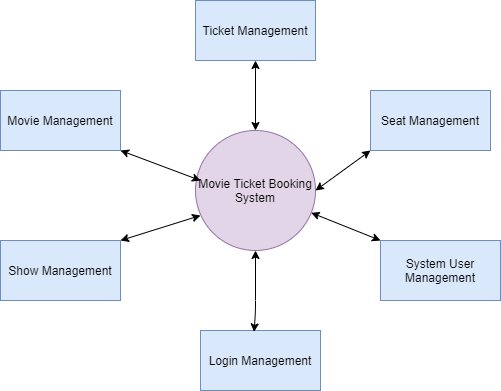 Ticket Management
Movie Management
Seat Management
Movie Ticket Booking
System
Show Management
System User
Management
Login Management